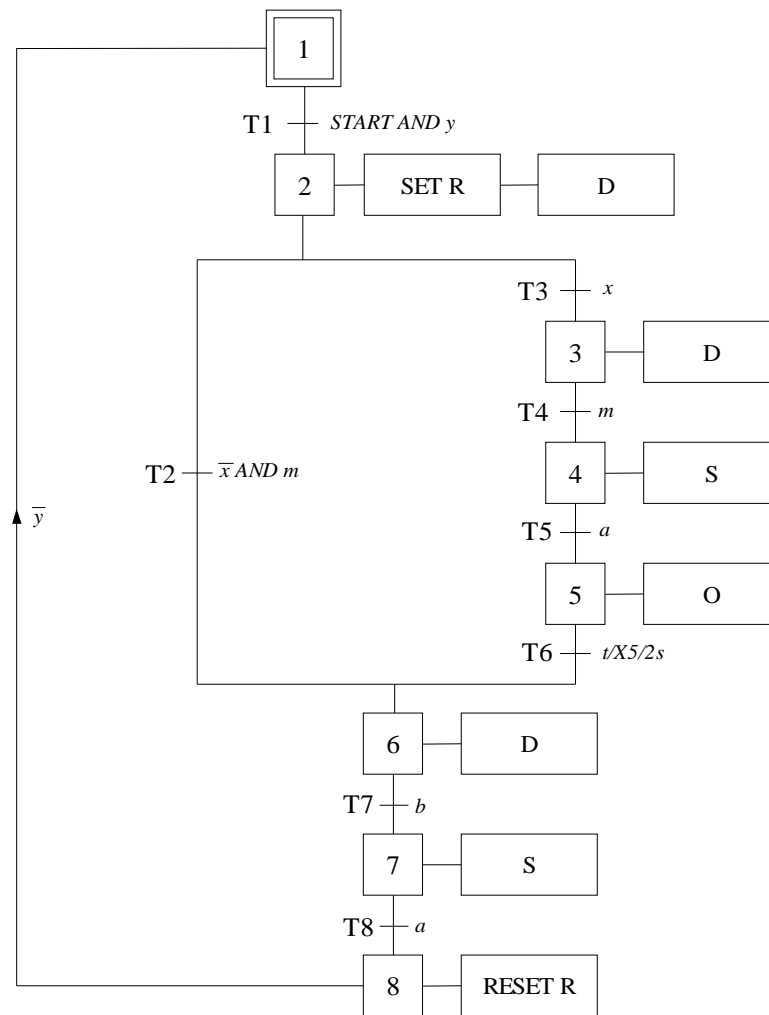 1
T1 START AND y
2 SET R D
T3 x
3 D
T4 m
T2 x̅ AND m
4 S
y̅
T5 a
5 O
T6 t/X5/2s
6 D
T7 b
7 S
T8 a
8 RESET R